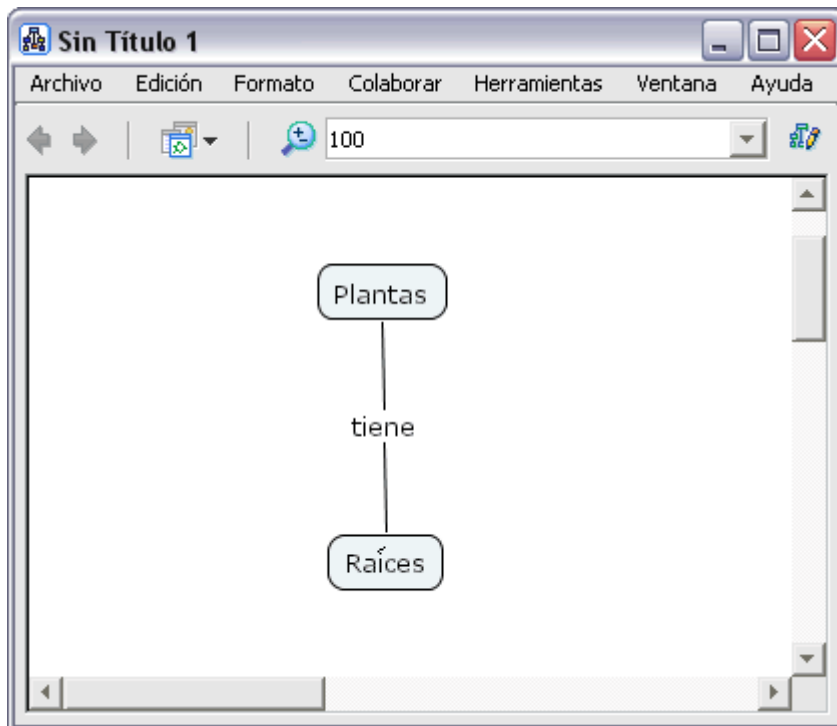 Sin Título 1
Archivo Edición Formato Colaborar Herramientas Ventana Ayuda
100
Plantas
tiene
Raíces